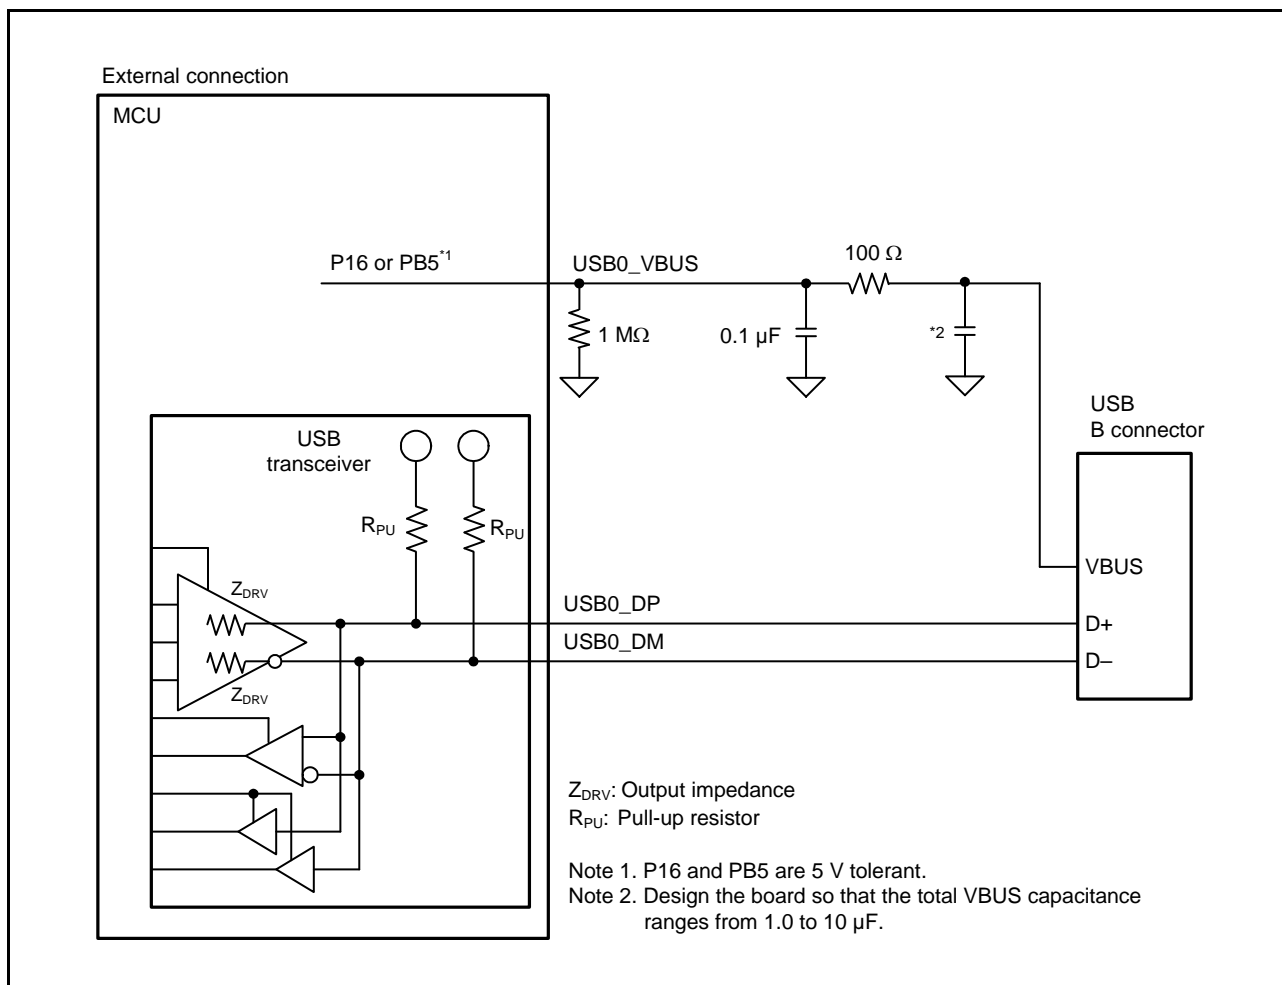 External connection
MCU
P16 or PB5*1
USB0_VBUS
100 Ω
1 MΩ
0.1 µF
*2
USB
B connector
USB
transceiver
RPU
RPU
VBUS
ZDRV
USB0_DP
D+
USB0_DM
D–
ZDRV
ZDRV: Output impedance
RPU: Pull-up resistor
Note 1. P16 and PB5 are 5 V tolerant.
Note 2. Design the board so that the total VBUS capacitance
ranges from 1.0 to 10 µF.